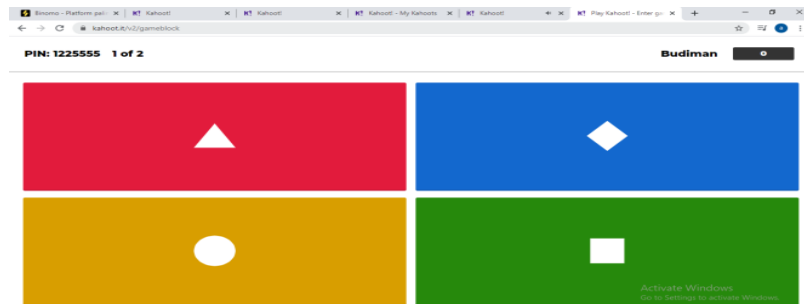 Binomo - Platform pali
Kahoot!
Kahoot!
Kahoot! - My Kahoots
Kahoot!
Play Kahoot! - Enter ga
kahoot.it/v2/gameblock
PIN: 1225555 1 of 2
Budiman
0
Activate Windows
Go to Settings to activate Windows.